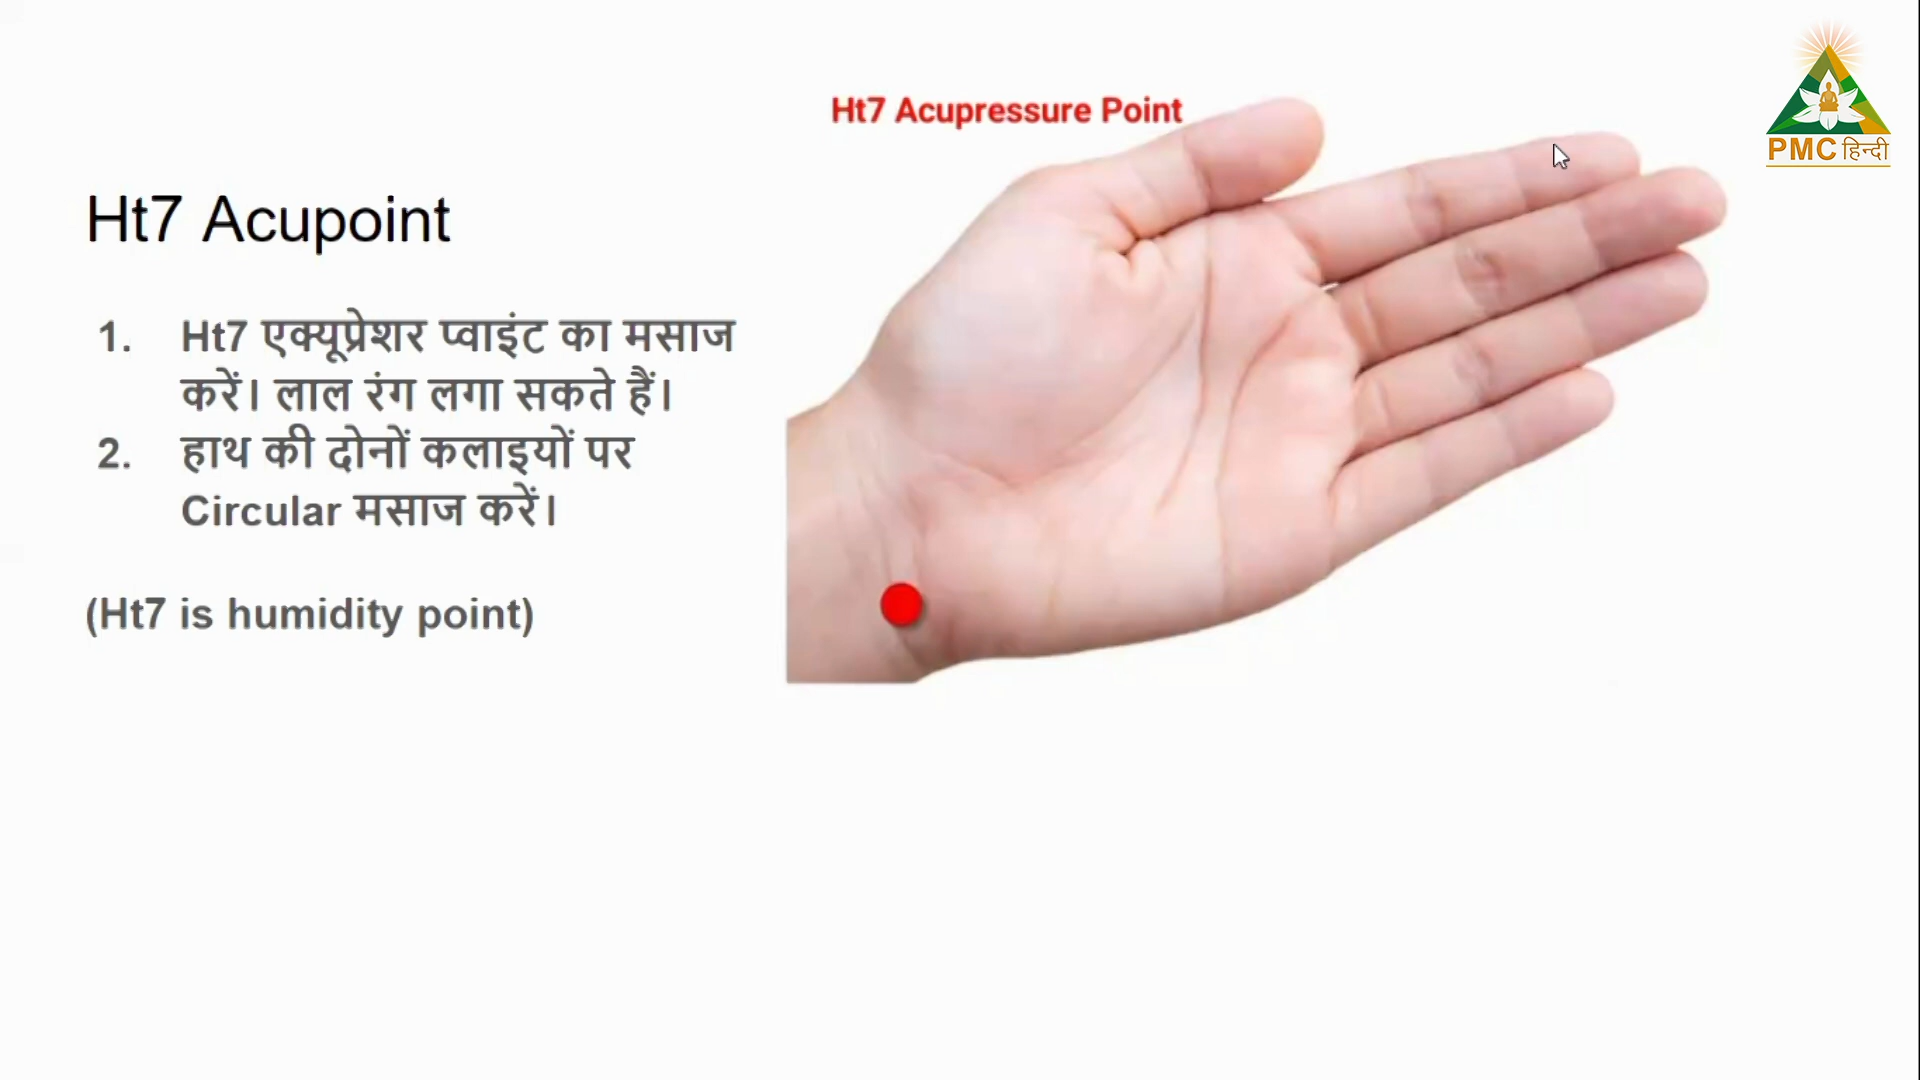 Ht7 Acupressure Point
PMC हिन्दी
Ht7 Acupoint
1. Ht7 एक्यूप्रेशर प्वाइंट का मसाज
करें। लाल रंग लगा सकते हैं।
2. हाथ की दोनों कलाइयों पर
Circular मसाज करें।
(Ht7 is humidity point)